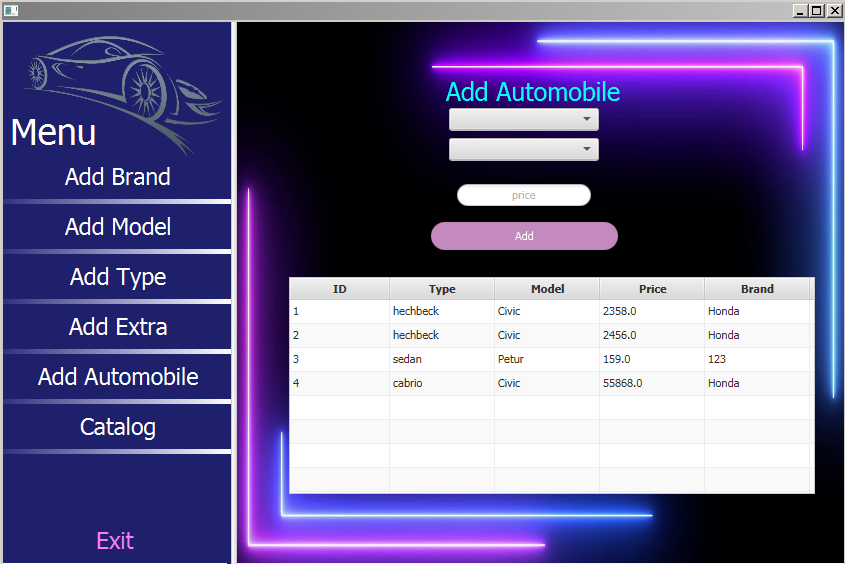 Menu
Add Brand
Add Model
Add Type
Add Extra
Add Automobile
Catalog
Exit
Add Automobile
price
Add
ID Type Model Price Brand
1 hechbeck Civic 2358.0 Honda
2 hechbeck Civic 2456.0 Honda
3 sedan Petur 159.0 123
4 cabrio Civic 55868.0 Honda